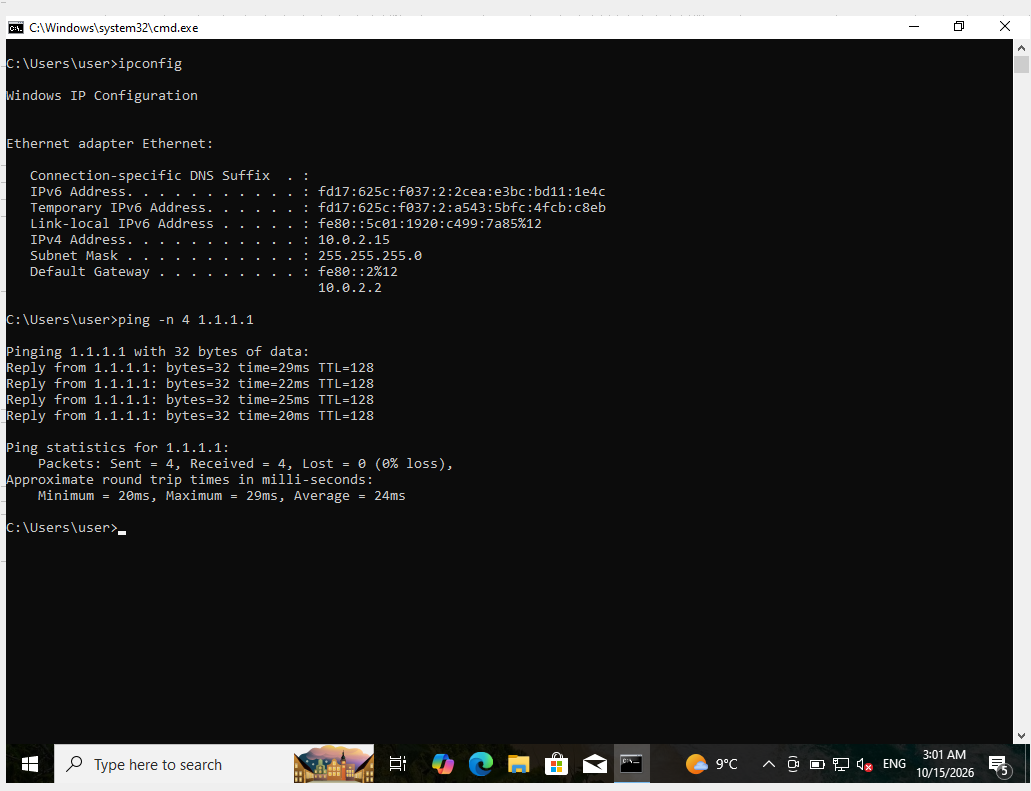 C:\Windows\system32\cmd.exe
C:\Users\user>ipconfig
Windows IP Configuration
Ethernet adapter Ethernet:
   Connection-specific DNS Suffix  . :
   IPv6 Address. . . . . . . . . . . : fd17:625c:f037:2:2cea:e3bc:bd11:1e4c
   Temporary IPv6 Address. . . . . . : fd17:625c:f037:2:a543:5bfc:4fcb:c8eb
   Link-local IPv6 Address . . . . . : fe80::5c01:1920:c499:7a85%12
   IPv4 Address. . . . . . . . . . . : 10.0.2.15
   Subnet Mask . . . . . . . . . . . : 255.255.255.0
   Default Gateway . . . . . . . . . : fe80::2%12
                                       10.0.2.2
C:\Users\user>ping -n 4 1.1.1.1
Pinging 1.1.1.1 with 32 bytes of data:
Reply from 1.1.1.1: bytes=32 time=29ms TTL=128
Reply from 1.1.1.1: bytes=32 time=22ms TTL=128
Reply from 1.1.1.1: bytes=32 time=25ms TTL=128
Reply from 1.1.1.1: bytes=32 time=20ms TTL=128
Ping statistics for 1.1.1.1:
    Packets: Sent = 4, Received = 4, Lost = 0 (0% loss),
Approximate round trip times in milli-seconds:
    Minimum = 20ms, Maximum = 29ms, Average = 24ms
C:\Users\user>
Type here to search
9°C
ENG
3:01 AM
10/15/2026
5